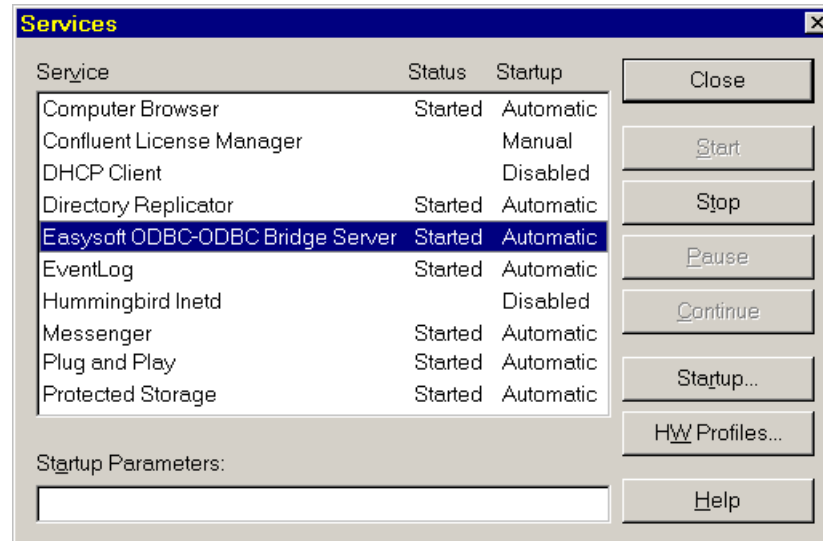 Services
Service Status Startup
Computer Browser Started Automatic
Confluent License Manager Manual
DHCP Client Disabled
Directory Replicator Started Automatic
Easysoft ODBC-ODBC Bridge Server Started Automatic
EventLog Started Automatic
Hummingbird Inetd Disabled
Messenger Started Automatic
Plug and Play Started Automatic
Protected Storage Started Automatic
Startup Parameters:
Close
Start
Stop
Pause
Continue
Startup...
HW Profiles...
Help